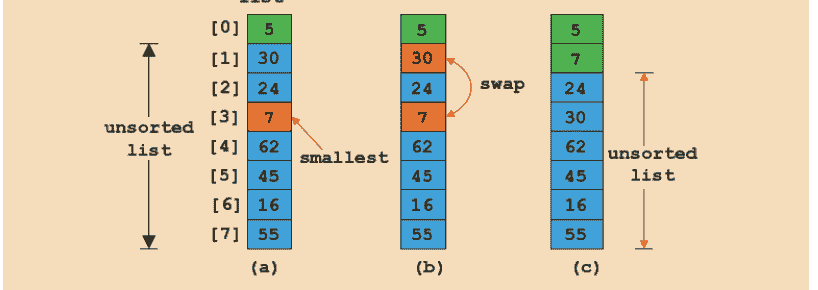 [0] 5 5 5
[1] 30 30 7
[2] 24 24 24
swap
[3] 7 7 30
unsorted
list
smallest
[4] 62 62 62
unsorted
list
[5] 45 45 45
[6] 16 16 16
[7] 55 55 55
(a) (b) (c)